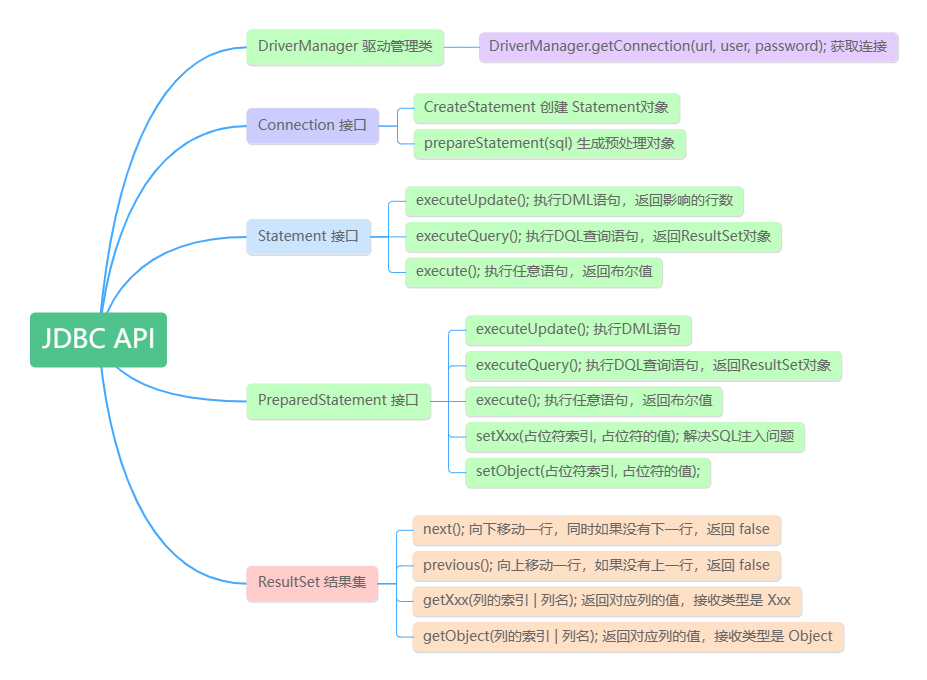 JDBC API
DriverManager 驱动管理类
DriverManager.getConnection(url, user, password); 获取连接
Connection 接口
CreateStatement 创建 Statement对象
prepareStatement(sql) 生成预处理对象
Statement 接口
executeUpdate(); 执行DML语句，返回影响的行数
executeQuery(); 执行DQL查询语句，返回ResultSet对象
execute(); 执行任意语句，返回布尔值
PreparedStatement 接口
executeUpdate(); 执行DML语句
executeQuery(); 执行DQL查询语句，返回ResultSet对象
execute(); 执行任意语句，返回布尔值
setXxx(占位符索引, 占位符的值); 解决SQL注入问题
setObject(占位符索引, 占位符的值);
ResultSet 结果集
next(); 向下移动一行，同时如果没有下一行，返回 false
previous(); 向上移动一行，如果没有上一行，返回 false
getXxx(列的索引 | 列名); 返回对应列的值，接收类型是 Xxx
getObject(列的索引 | 列名); 返回对应列的值，接收类型是 Object